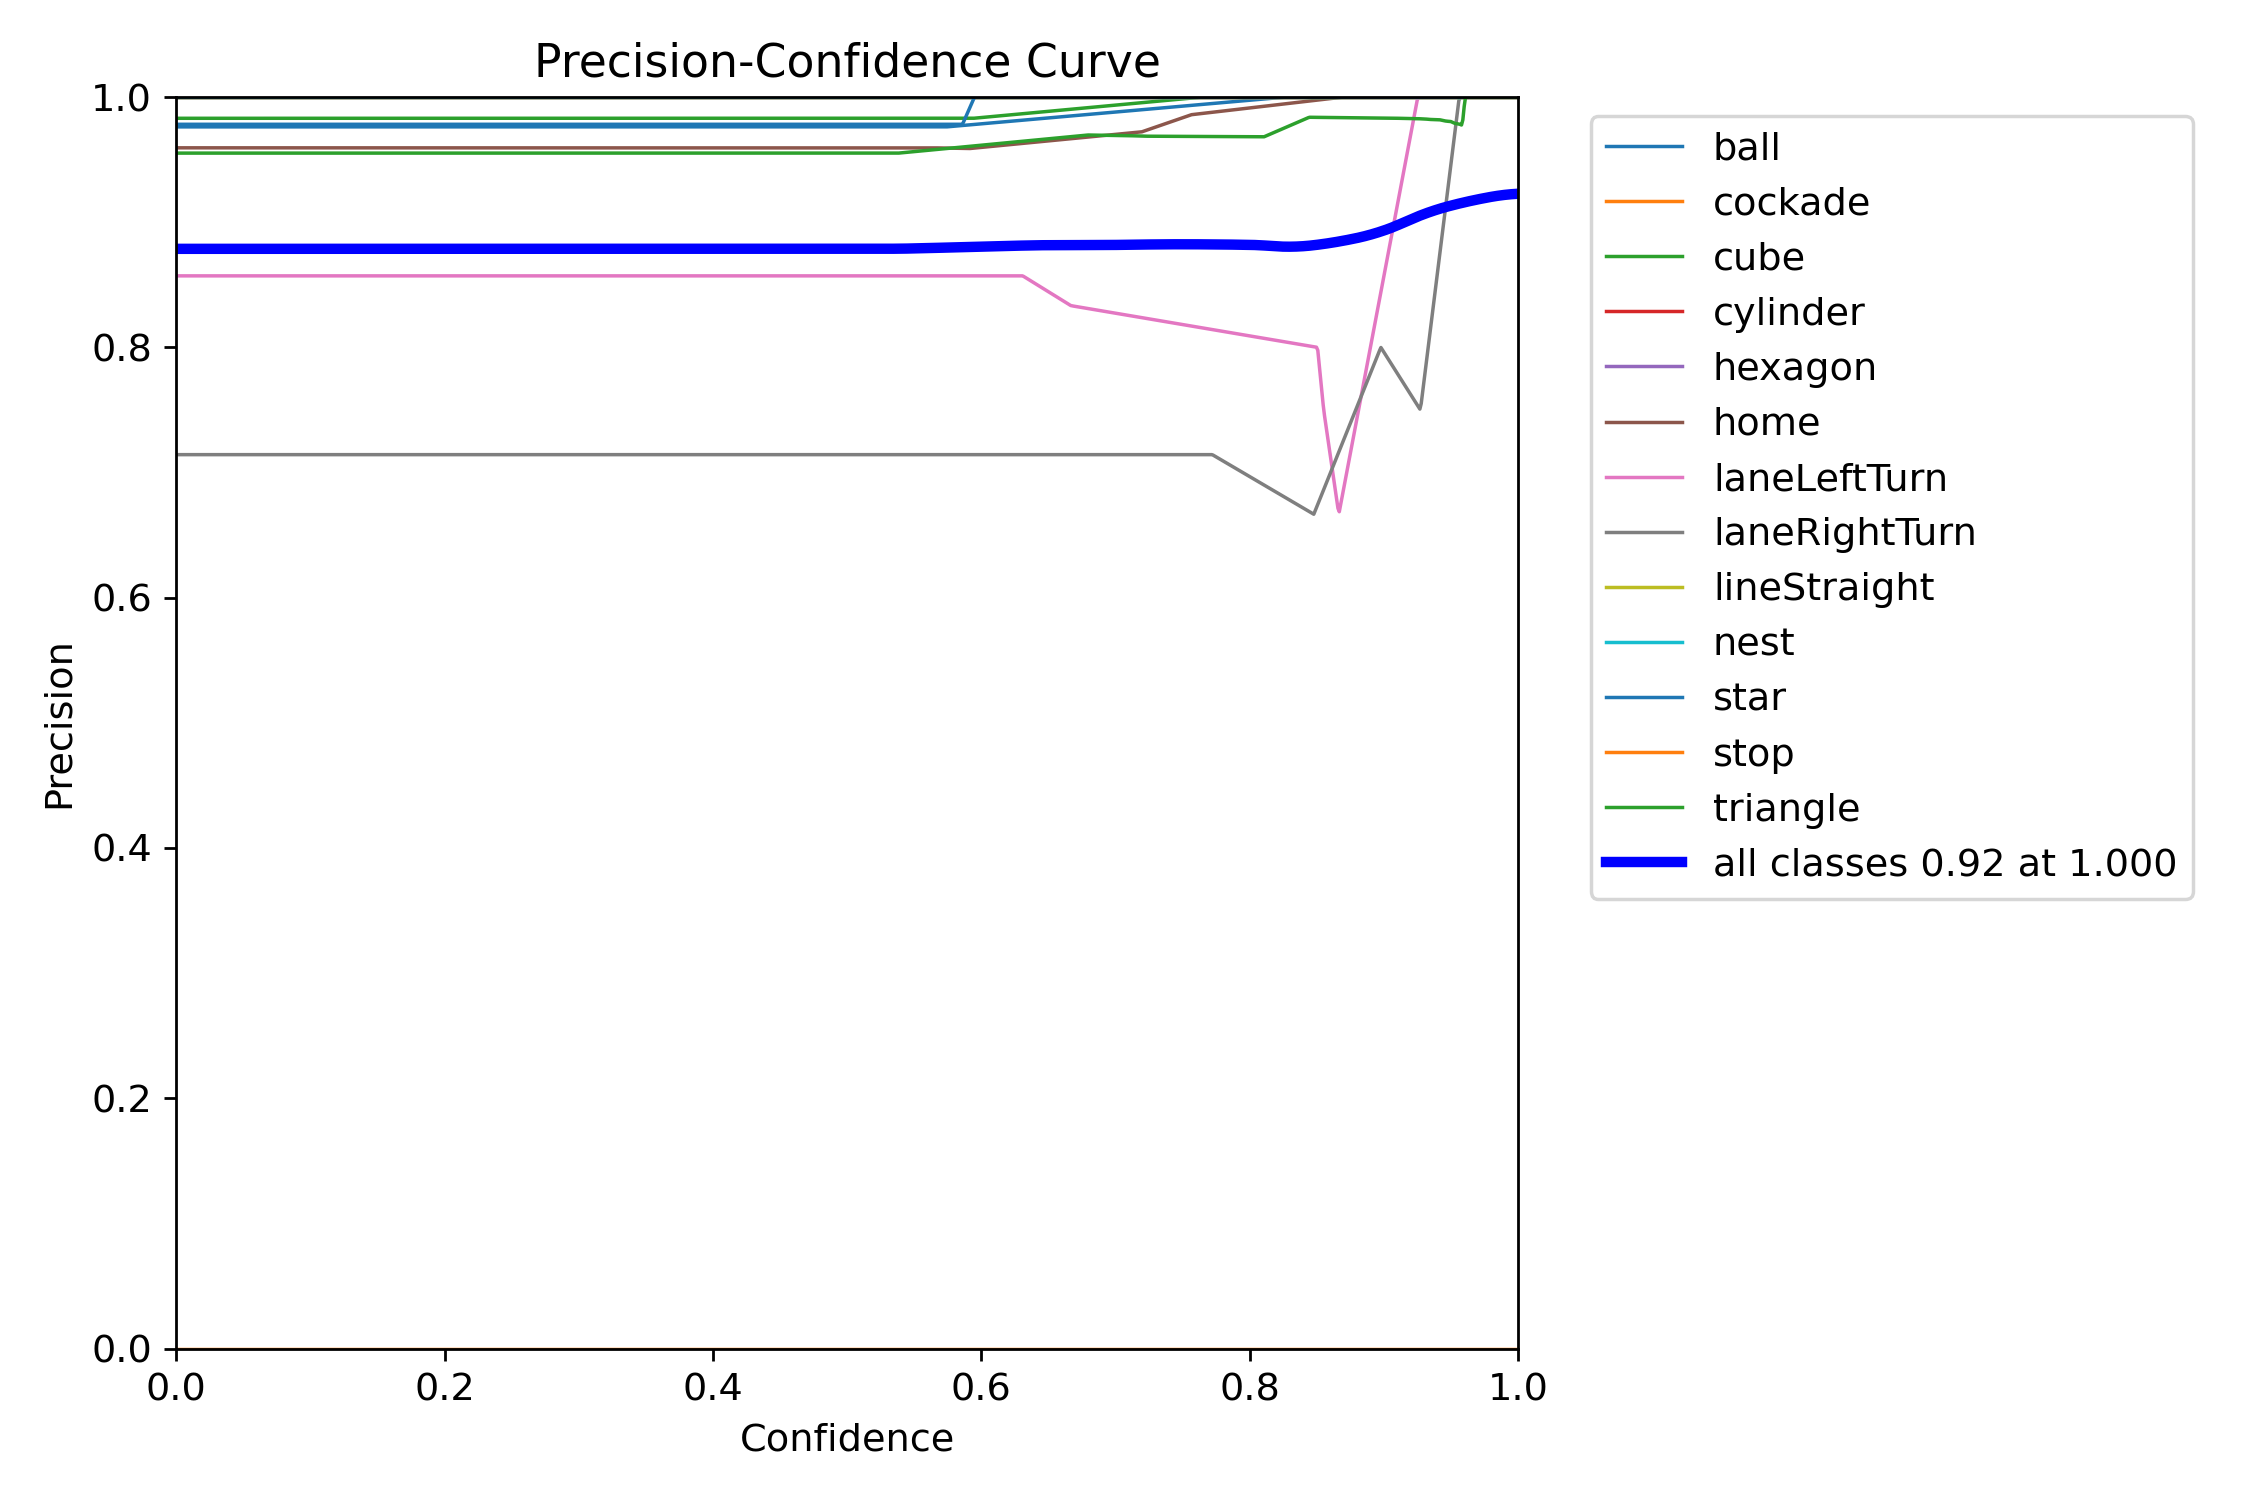 Precision-Confidence Curve
1.0
0.8
0.6
0.4
0.2
0.0
Precision
0.0 0.2 0.4 0.6 0.8 1.0
Confidence
ball
cockade
cube
cylinder
hexagon
home
laneLeftTurn
laneRightTurn
lineStraight
nest
star
stop
triangle
all classes 0.92 at 1.000